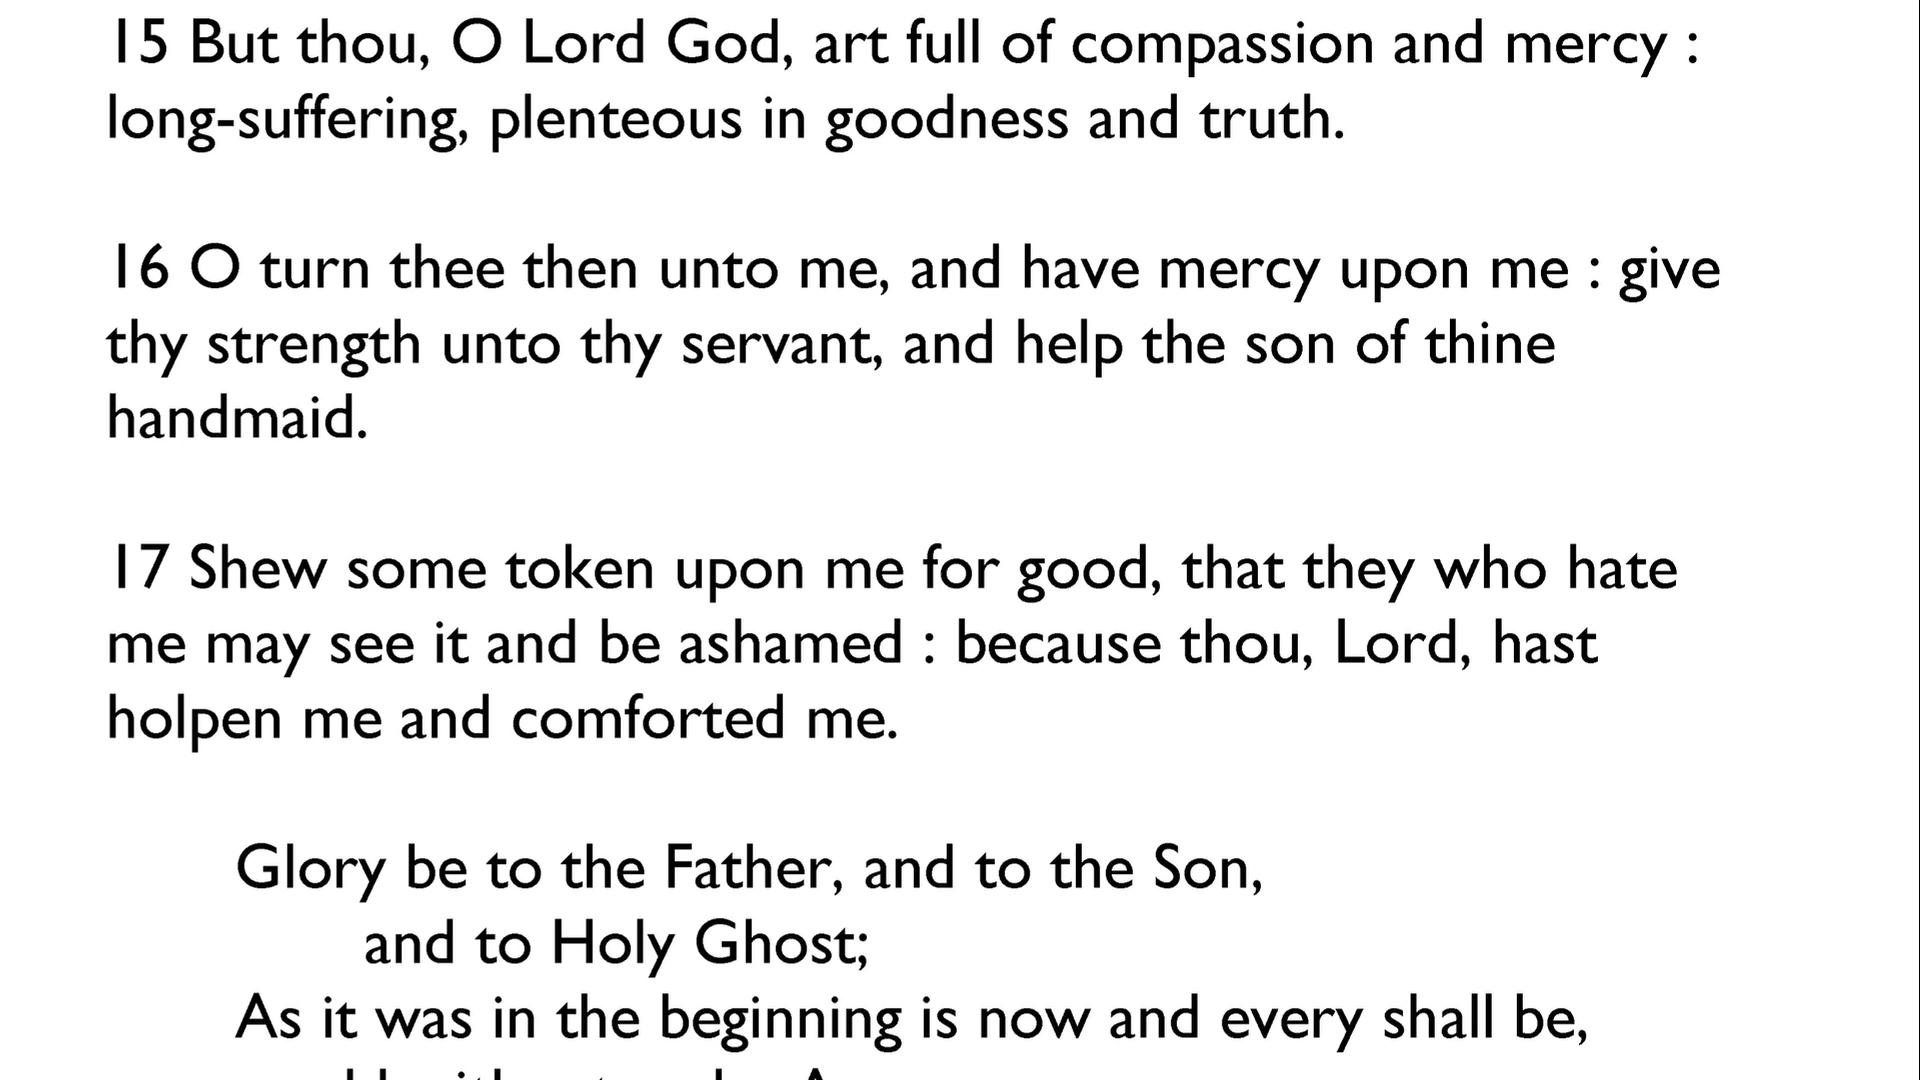 15 But thou, O Lord God, art full of compassion and mercy :
long-suffering, plenteous in goodness and truth.
16 O turn thee then unto me, and have mercy upon me : give
thy strength unto thy servant, and help the son of thine
handmaid.
17 Shew some token upon me for good, that they who hate
me may see it and be ashamed : because thou, Lord, hast
holpen me and comforted me.
Glory be to the Father, and to the Son,
and to Holy Ghost;
As it was in the beginning is now and every shall be,